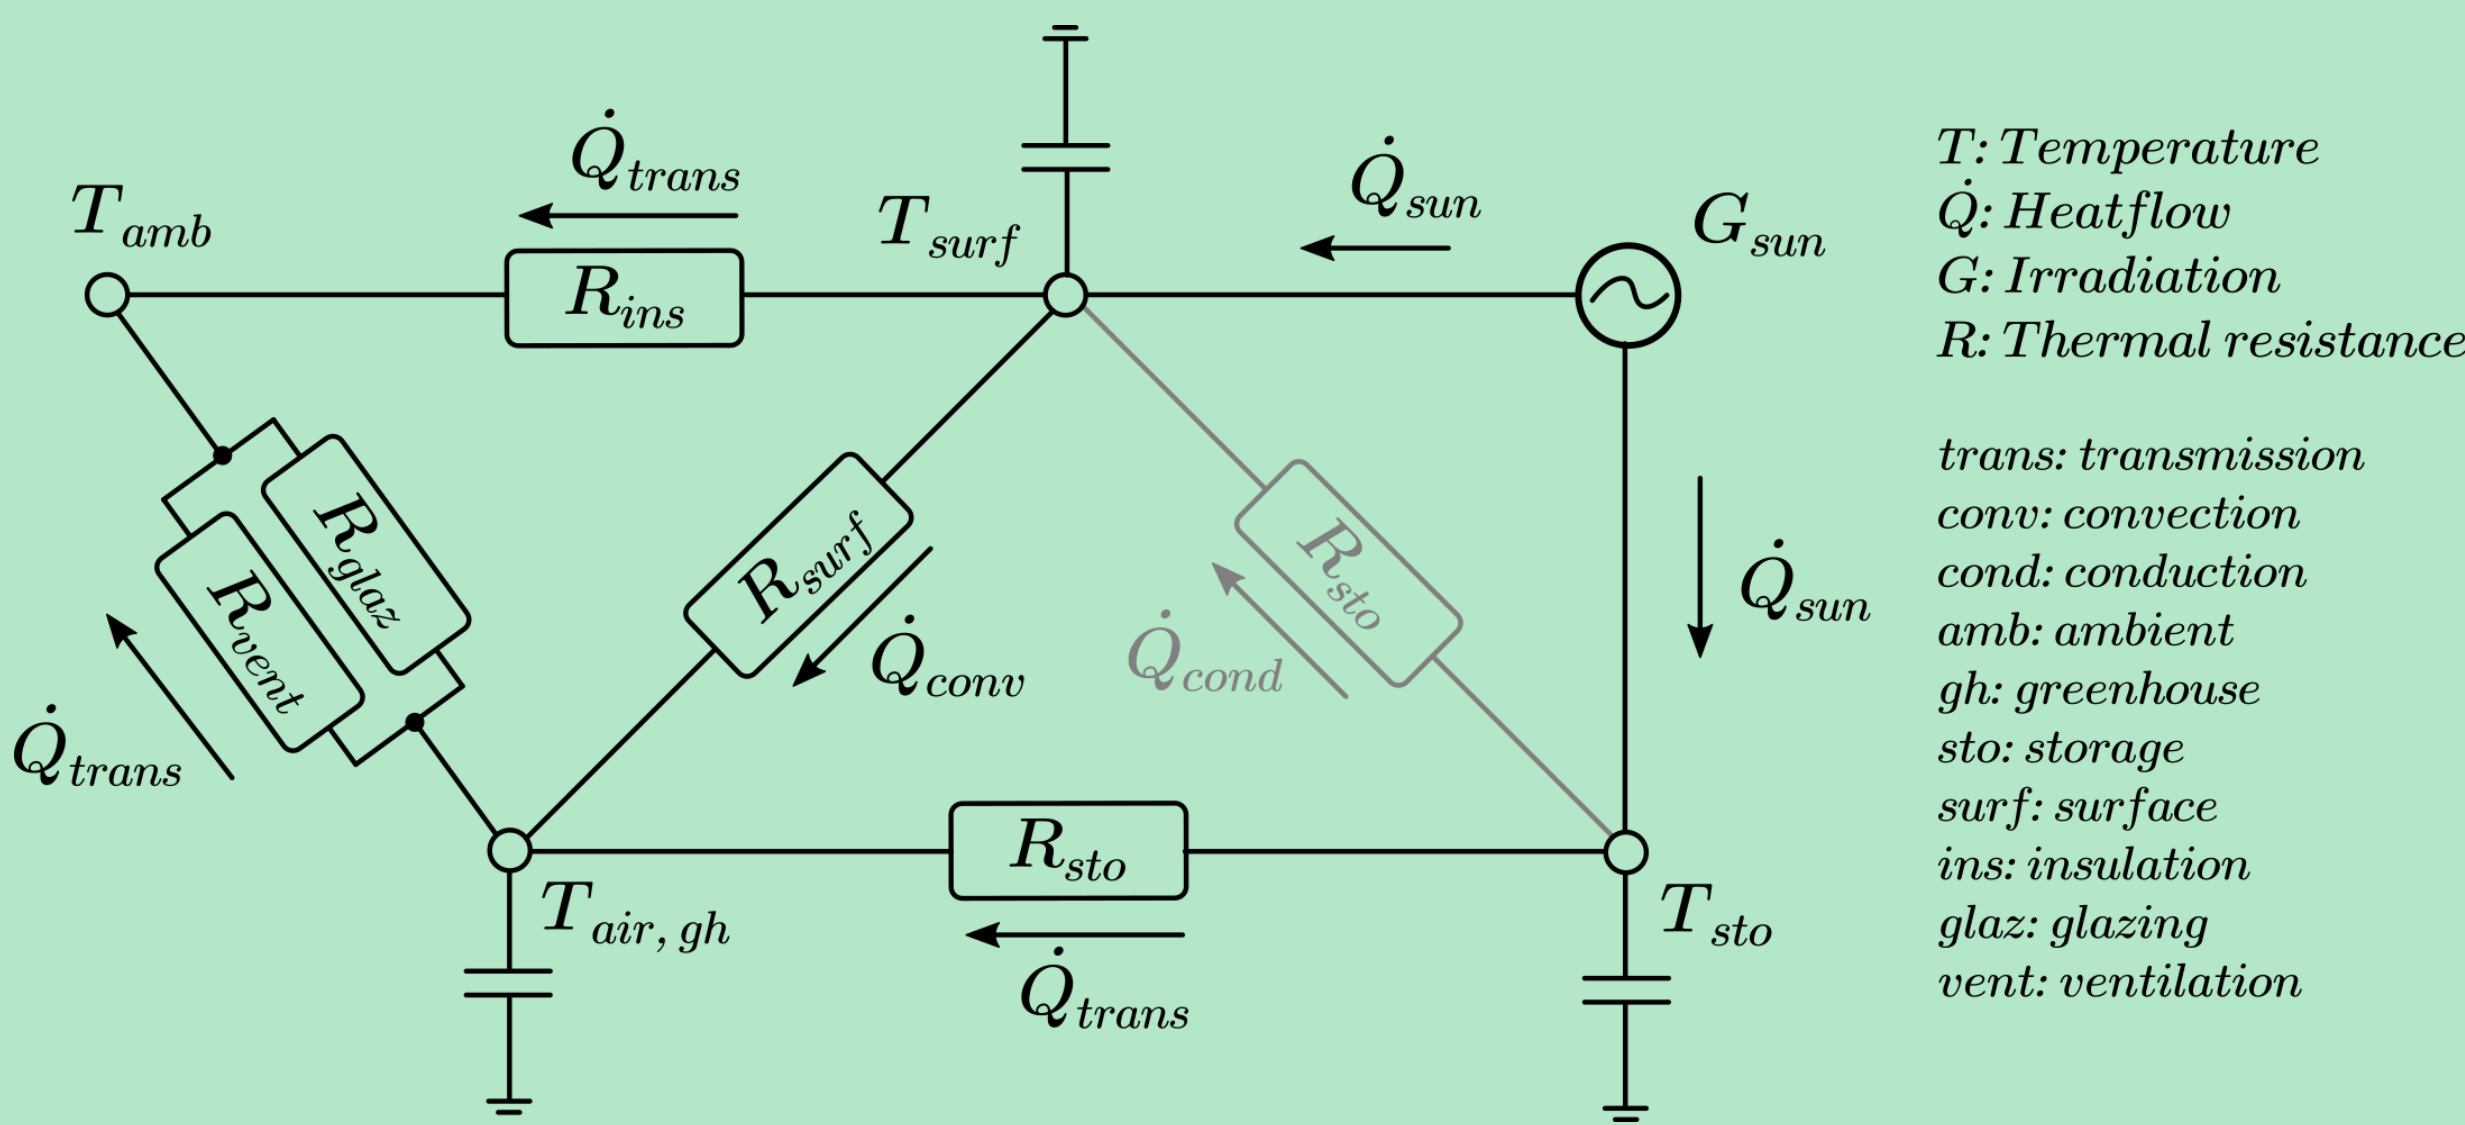 Q̇trans
Q̇sun
Tamb
Tsurf
Gsun
Rins
Rglaz
Rvent
Rsurf
Rsto
Q̇trans
Q̇conv
Q̇cond
Q̇sun
Rsto
Tair, gh
Tsto
Q̇trans
T: Temperature
Q̇: Heatflow
G: Irradiation
R: Thermal resistance
trans: transmission
conv: convection
cond: conduction
amb: ambient
gh: greenhouse
sto: storage
surf: surface
ins: insulation
glaz: glazing
vent: ventilation